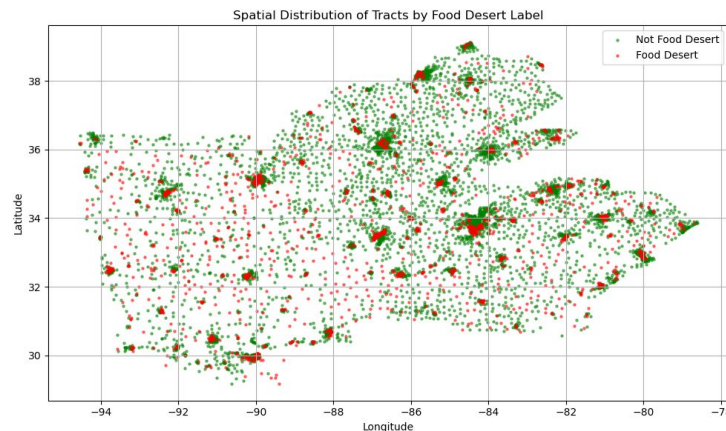 Spatial Distribution of Tracts by Food Desert Label
Not Food Desert
Food Desert
Latitude
38
36
34
32
30
−94
−92
−90
−88
−86
−84
−82
−80
−7
Longitude